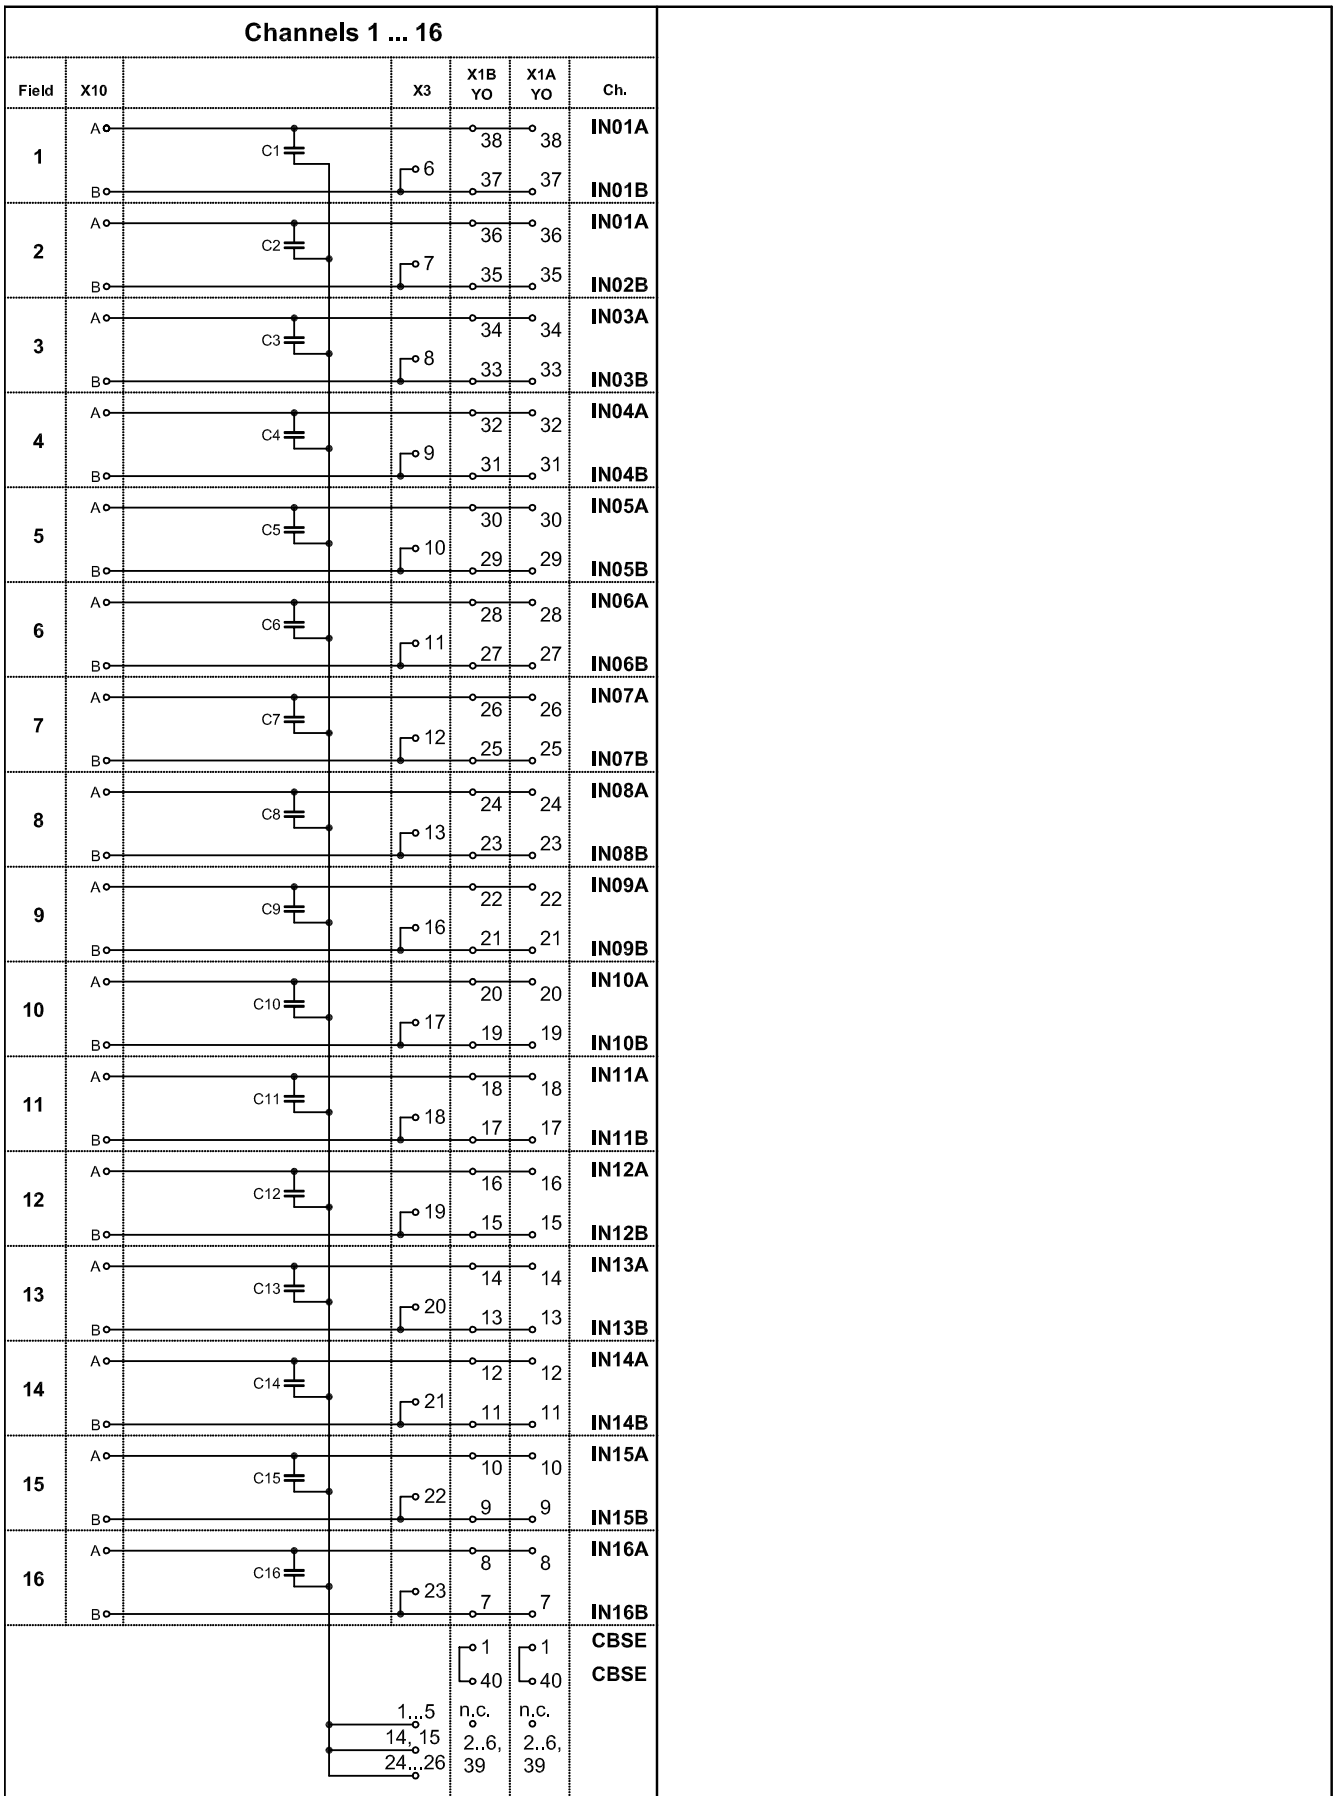 Channels 1 ... 16
Field X10 X3 X1B YO X1A YO Ch.
A 38 38 IN01A
1 C1 6
B 37 37 IN01B
A 36 36 IN01A
2 C2 7
B 35 35 IN02B
A 34 34 IN03A
3 C3 8
B 33 33 IN03B
A 32 32 IN04A
4 C4 9
B 31 31 IN04B
A 30 30 IN05A
5 C5 10
B 29 29 IN05B
A 28 28 IN06A
6 C6 11
B 27 27 IN06B
A 26 26 IN07A
7 C7 12
B 25 25 IN07B
A 24 24 IN08A
8 C8 13
B 23 23 IN08B
A 22 22 IN09A
9 C9 16
B 21 21 IN09B
A 20 20 IN10A
10 C10 17
B 19 19 IN10B
A 18 18 IN11A
11 C11 18
B 17 17 IN11B
A 16 16 IN12A
12 C12 19
B 15 15 IN12B
A 14 14 IN13A
13 C13 20
B 13 13 IN13B
A 12 12 IN14A
14 C14 21
B 11 11 IN14B
A 10 10 IN15A
15 C15 22
B 9 9 IN15B
A 8 8 IN16A
16 C16 23
B 7 7 IN16B
1 1 CBSE
40 40 CBSE
1...5 n.c. n.c.
14, 15 2..6, 2..6,
24...26 39 39